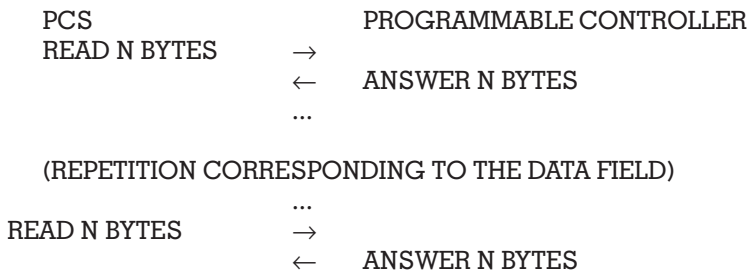 PCS PROGRAMMABLE CONTROLLER
READ N BYTES →
← ANSWER N BYTES
...
(REPETITION CORRESPONDING TO THE DATA FIELD)
...
READ N BYTES →
← ANSWER N BYTES